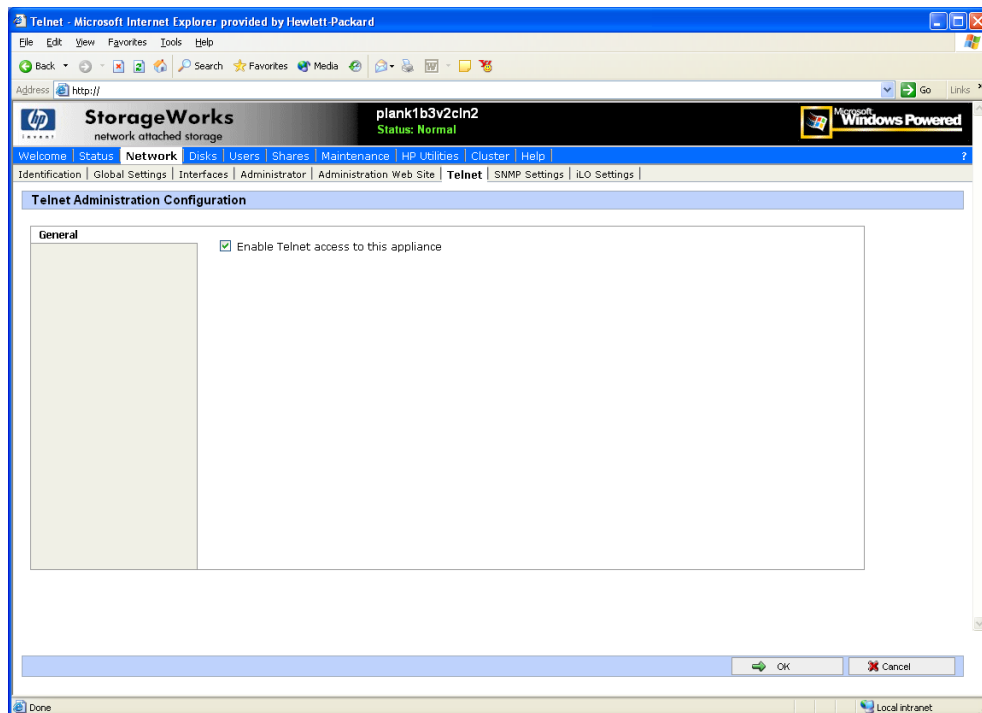 Telnet - Microsoft Internet Explorer provided by Hewlett-Packard
File Edit View Favorites Tools Help
Back Search Favorites Media
Address http:// Go Links
hp
invent
StorageWorks
network attached storage
plank1b3v2cln2
Status: Normal
Microsoft
Windows Powered
Welcome | Status | Network | Disks | Users | Shares | Maintenance | HP Utilities | Cluster | Help | ?
Identification | Global Settings | Interfaces | Administrator | Administration Web Site | Telnet | SNMP Settings | iLO Settings |
Telnet Administration Configuration
General
Enable Telnet access to this appliance
OK Cancel
Done Local intranet